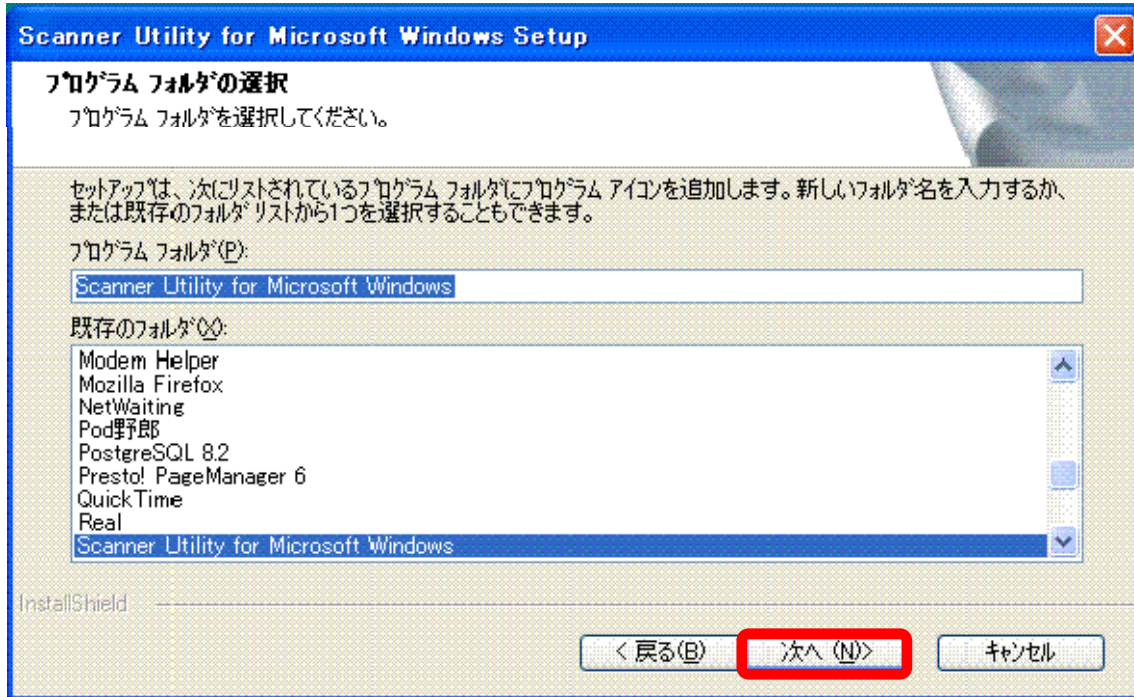 Scanner Utility for Microsoft Windows Setup
プログラム フォルダの選択
プログラム フォルダを選択してください。
セットアップは、次にリストされているプログラム フォルダにプログラム アイコンを追加します。新しいフォルダ名を入力するか、
または既存のフォルダ リストから1つを選択することもできます。
プログラム フォルダ(P):
Scanner Utility for Microsoft Windows
既存のフォルダ(X):
Modem Helper
Mozilla Firefox
NetWaiting
Pod野郎
PostgreSQL 8.2
Presto! PageManager 6
QuickTime
Real
Scanner Utility for Microsoft Windows
InstallShield
< 戻る(B) 次へ (N)> キャンセル